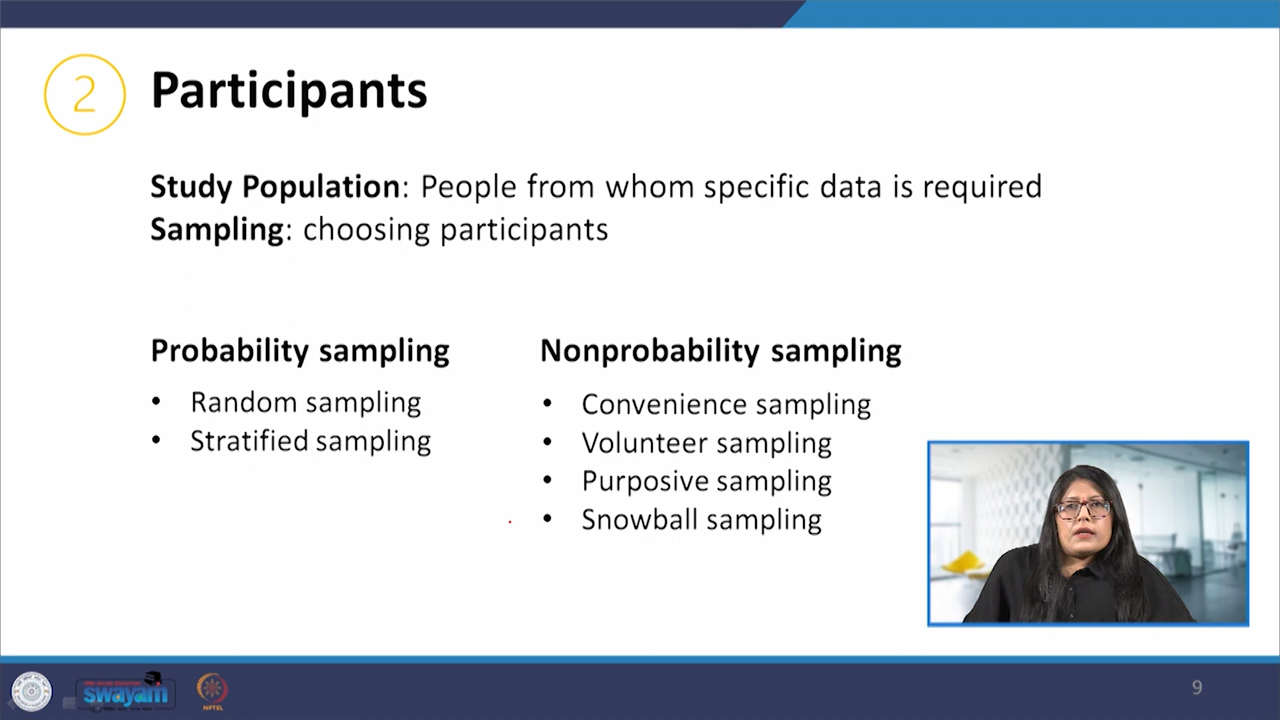 2
Participants
Study Population: People from whom specific data is required
Sampling: choosing participants
Probability sampling
• Random sampling
• Stratified sampling
Nonprobability sampling
• Convenience sampling
• Volunteer sampling
• Purposive sampling
• Snowball sampling
swayam
NPTEL
9